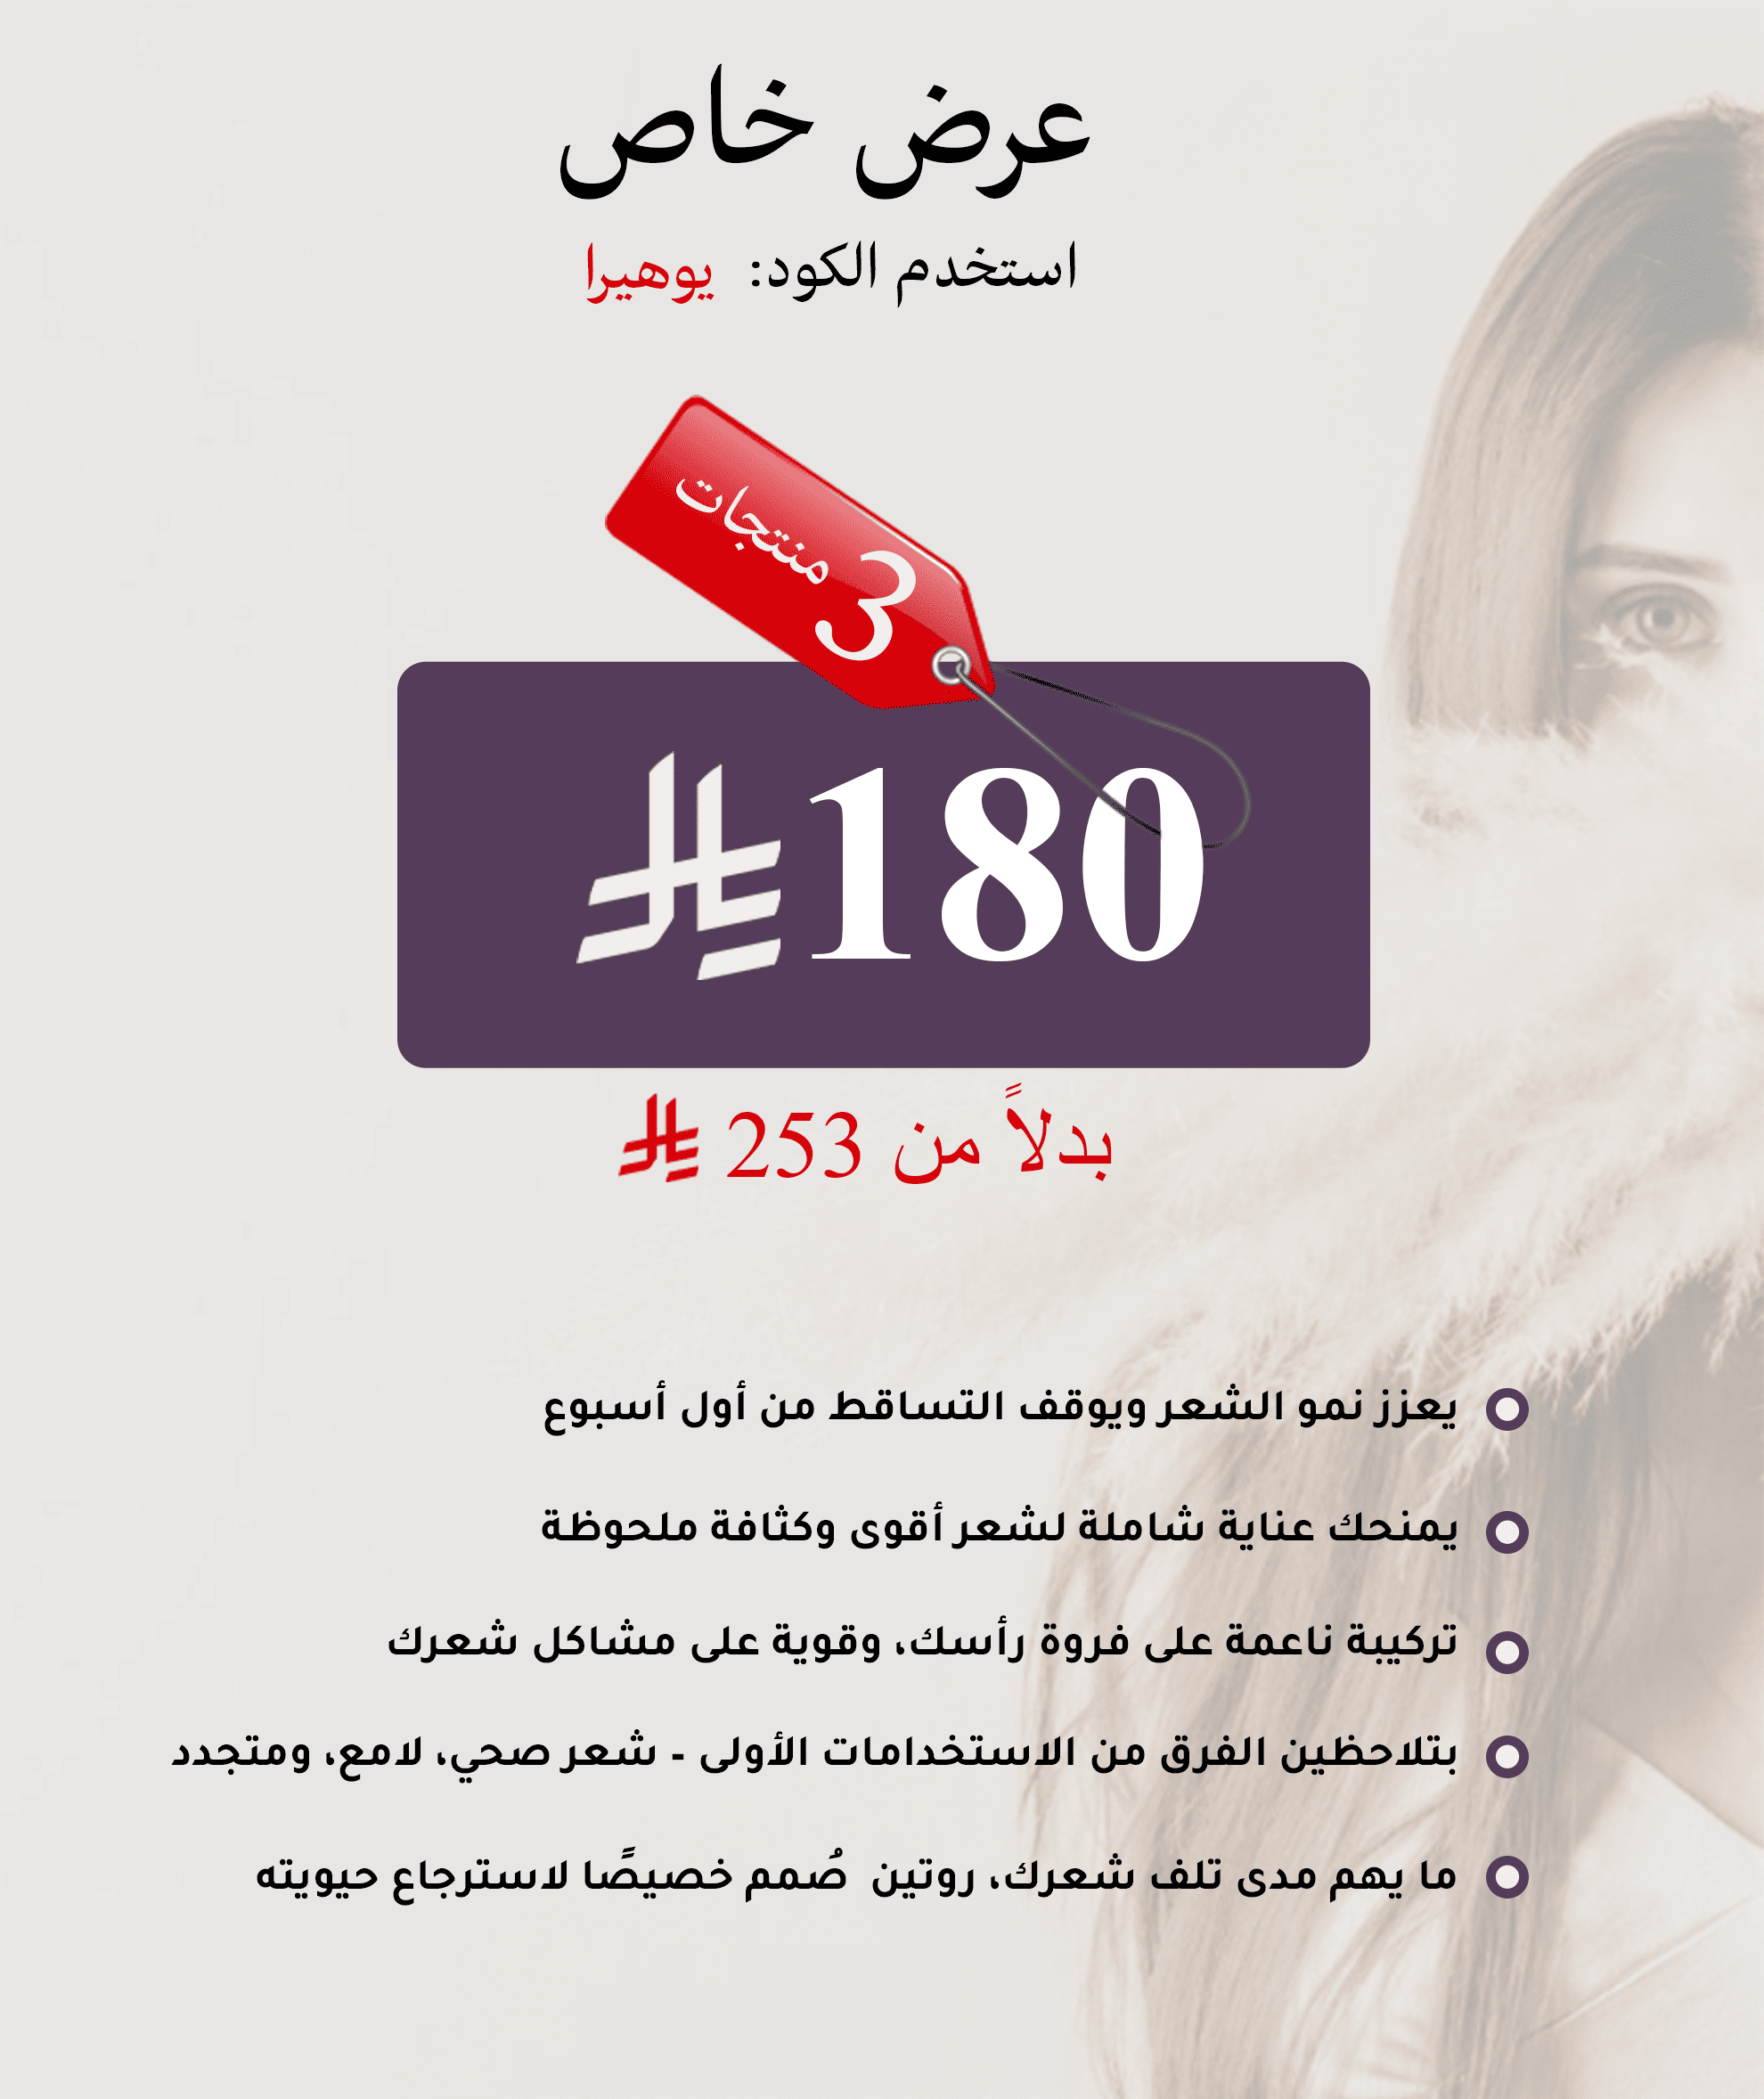 عرض خاص
استخدم الكود: يوهيرا
3 منتجات
180 ⃁
بدلاً من 253 ⃁
يعزز نمو الشعر ويوقف التساقط من أول أسبوع
يمنحك عناية شاملة لشعر أقوى وكثافة ملحوظة
تركيبة ناعمة على فروة رأسك، وقوية على مشاكل شعرك
بتلاحظين الفرق من الاستخدامات الأولى - شعر صحي، لامع، ومتجدد
ما يهم مدى تلف شعرك، روتين صُمم خصيصًا لاسترجاع حيويته